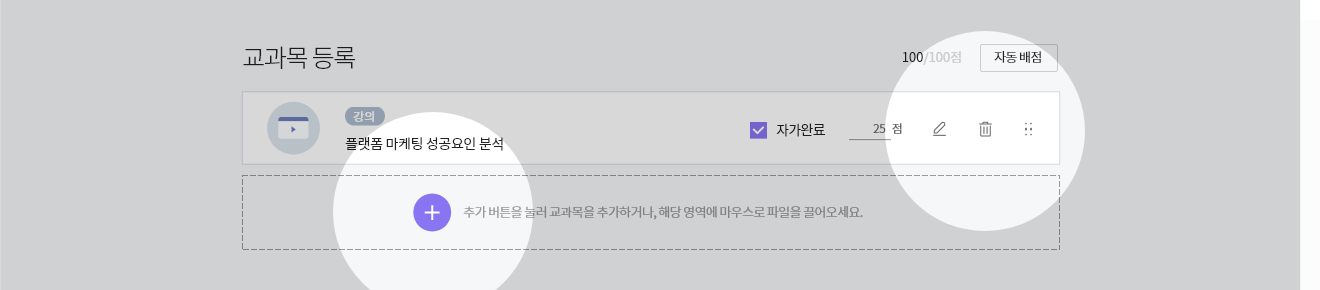 교과목 등록
100/100점
자동 배점
강의
플랫폼 마케팅 성공요인 분석
자가완료
25 점
추가 버튼을 눌러 교과목을 추가하거나, 해당 영역에 마우스로 파일을 끌어오세요.